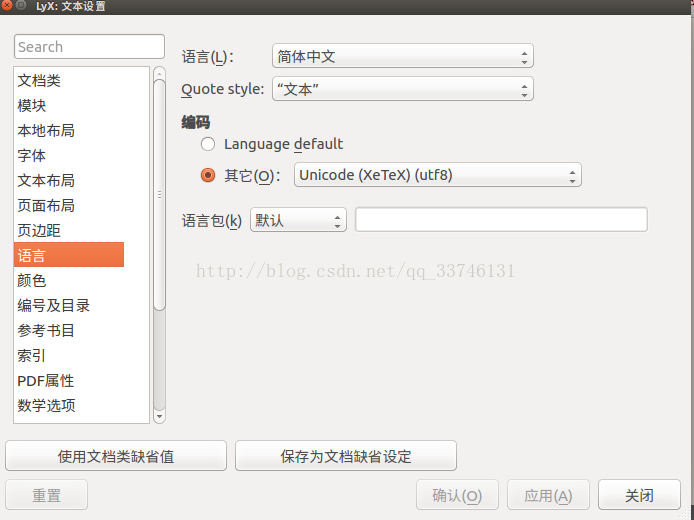 LyX: 文本设置
Search
文档类
模块
本地布局
字体
文本布局
页面布局
页边距
语言
颜色
编号及目录
参考书目
索引
PDF属性
数学选项
语言(L)： 简体中文
Quote style: “文本”
编码
Language default
其它(O)： Unicode (XeTeX) (utf8)
语言包(k) 默认
http://blog.csdn.net/qq_33746131
使用文档类缺省值 保存为文档缺省设定
重置 确认(O) 应用(A) 关闭